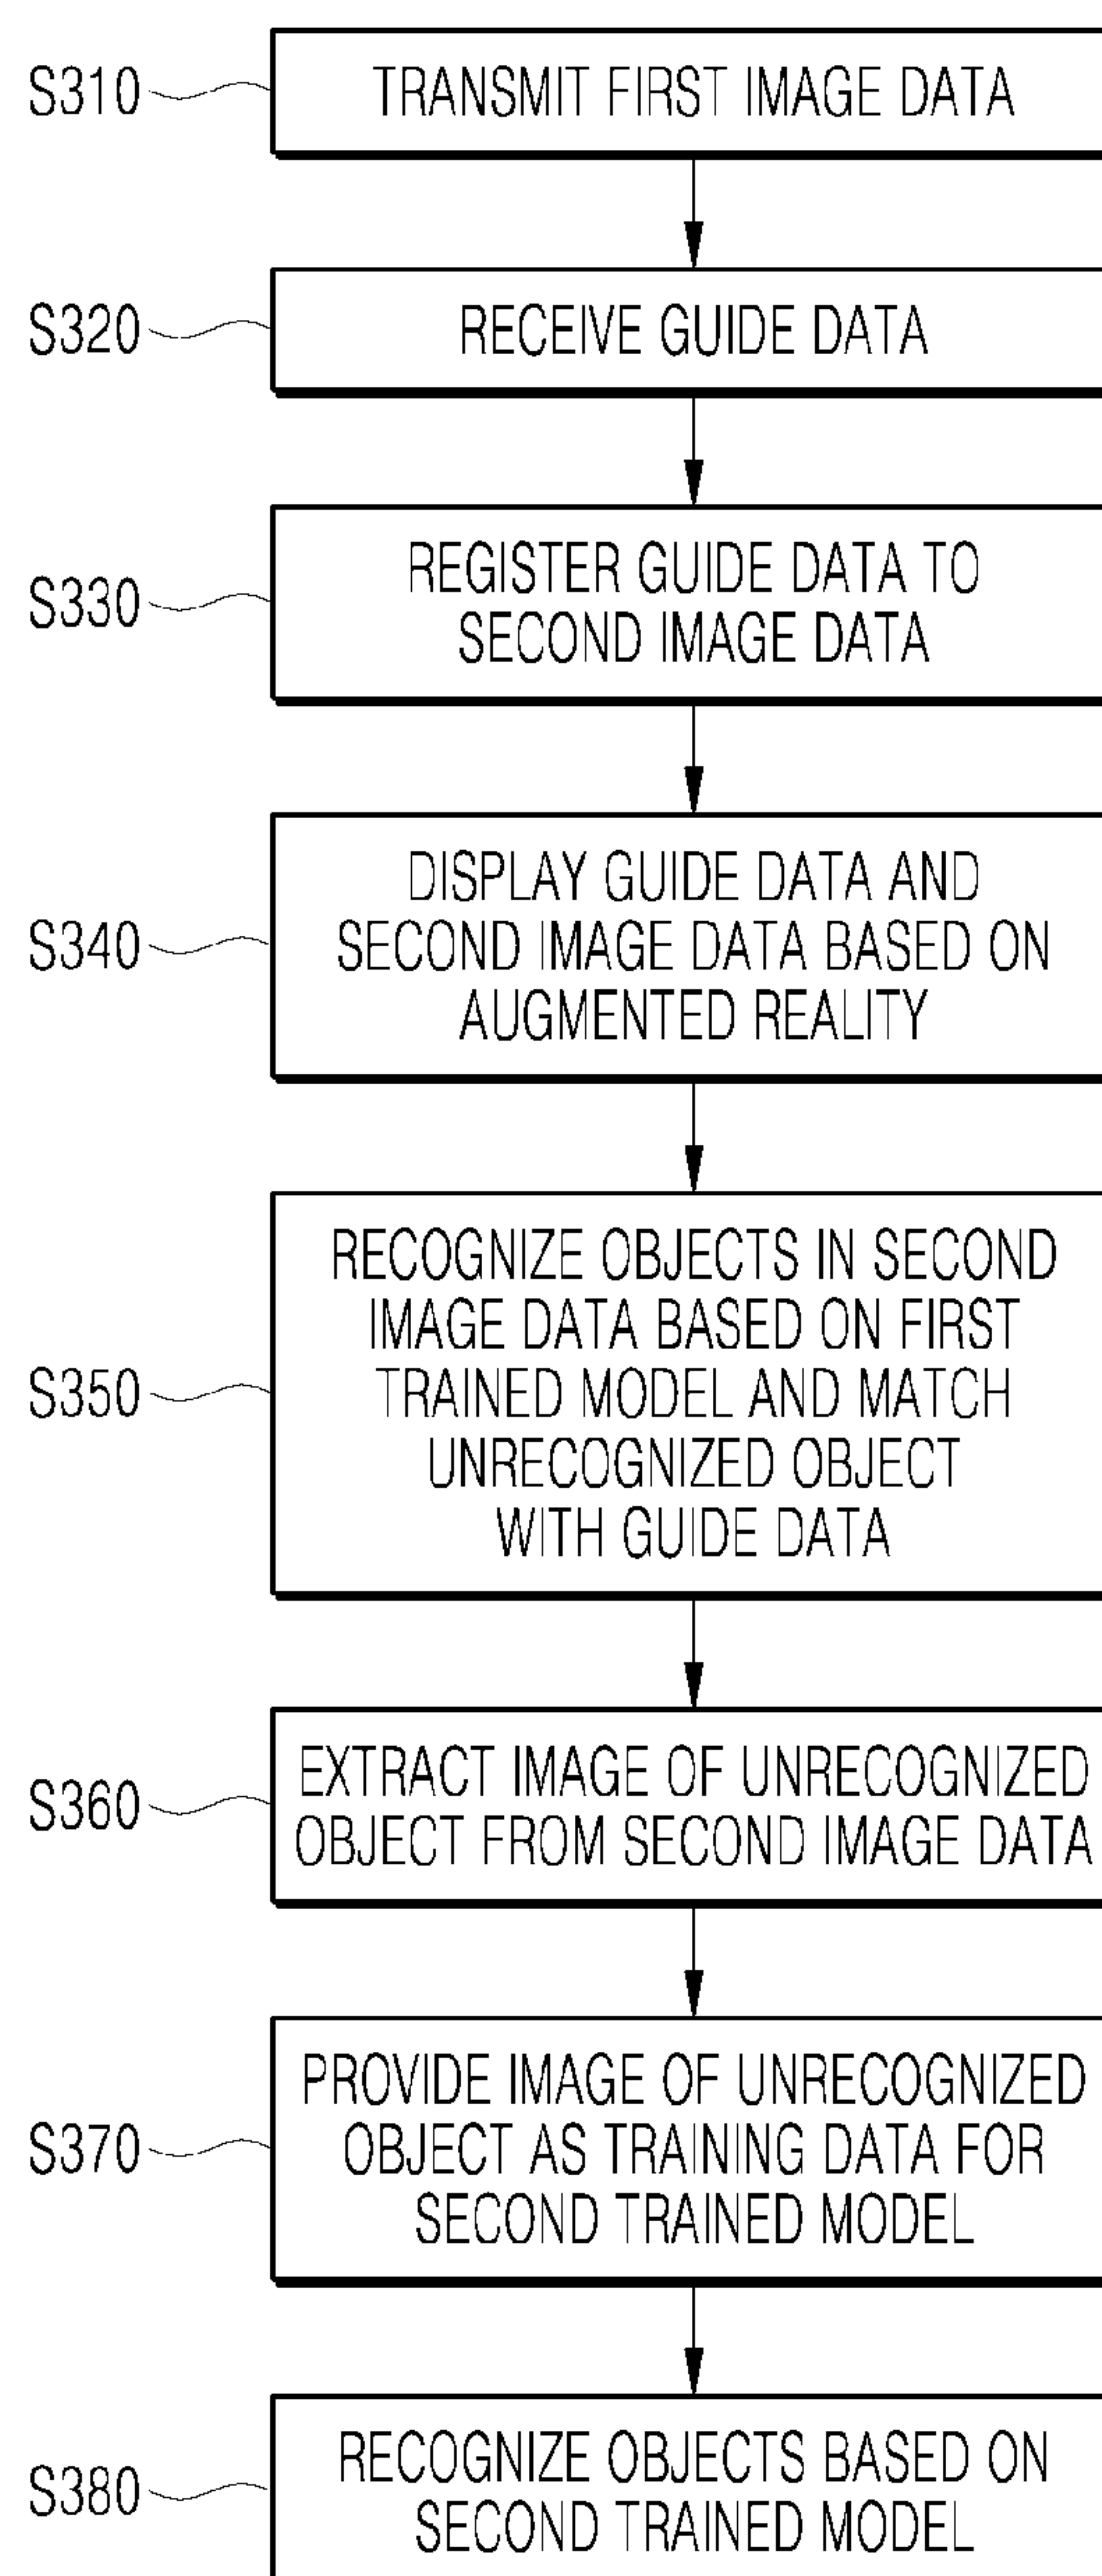 S310
TRANSMIT FIRST IMAGE DATA
S320
RECEIVE GUIDE DATA
S330
REGISTER GUIDE DATA TO
SECOND IMAGE DATA
S340
DISPLAY GUIDE DATA AND
SECOND IMAGE DATA BASED ON
AUGMENTED REALITY
S350
RECOGNIZE OBJECTS IN SECOND
IMAGE DATA BASED ON FIRST
TRAINED MODEL AND MATCH
UNRECOGNIZED OBJECT
WITH GUIDE DATA
S360
EXTRACT IMAGE OF UNRECOGNIZED
OBJECT FROM SECOND IMAGE DATA
S370
PROVIDE IMAGE OF UNRECOGNIZED
OBJECT AS TRAINING DATA FOR
SECOND TRAINED MODEL
S380
RECOGNIZE OBJECTS BASED ON
SECOND TRAINED MODEL